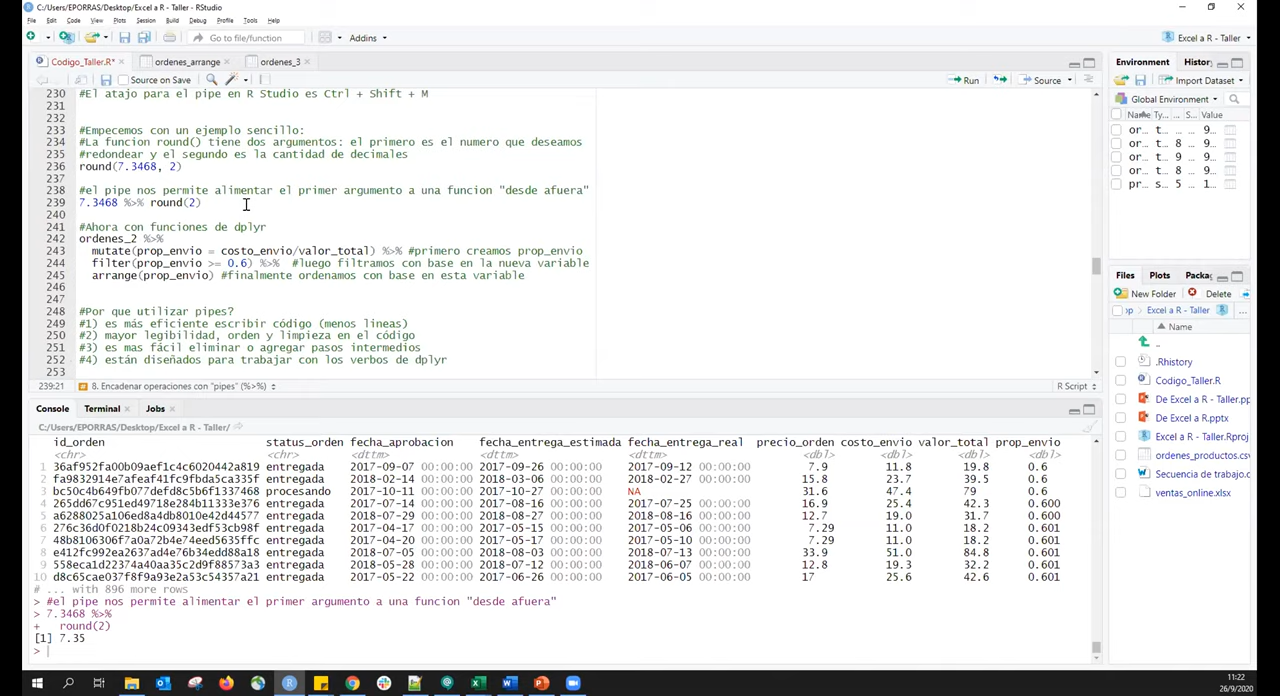 C:/Users/EPORRAS/Desktop/Excel a R - Taller - RStudio
File Edit Code View Plots Session Build Debug Profile Tools Help
Go to file/function Addins Excel a R - Taller
Codigo_Taller.R* ordenes_arrange ordenes_3
Source on Save Run Source
230 #El atajo para el pipe en R Studio es Ctrl + Shift + M
231
232
233 #Empecemos con un ejemplo sencillo:
234 #La funcion round() tiene dos argumentos: el primero es el numero que deseamos
235 #redondear y el segundo es la cantidad de decimales
236 round(7.3468, 2)
237
238 #el pipe nos permite alimentar el primer argumento a una funcion "desde afuera"
239 7.3468 %>% round(2)
240
241 #Ahora con funciones de dplyr
242 ordenes_2 %>%
243 mutate(prop_envio = costo_envio/valor_total) %>% #primero creamos prop_envio
244 filter(prop_envio >= 0.6) %>% #luego filtramos con base en la nueva variable
245 arrange(prop_envio) #finalmente ordenamos con base en esta variable
246
247
248 #Por que utilizar pipes?
249 #1) es más eficiente escribir código (menos lineas)
250 #2) mayor legibilidad, orden y limpieza en el código
251 #3) es mas fácil eliminar o agregar pasos intermedios
252 #4) están diseñados para trabajar con los verbos de dplyr
253
239:21 8. Encadenar operaciones con "pipes" (%>%) R Script
Console Terminal Jobs
C:/Users/EPORRAS/Desktop/Excel a R - Taller/
id_orden status_orden fecha_aprobacion fecha_entrega_estimada fecha_entrega_real precio_orden costo_envio valor_total prop_envio
<chr> <chr> <dttm> <dttm> <dttm> <dbl> <dbl> <dbl> <dbl>
1 36af952fa00b09aef1c4c6020442a819 entregada 2017-09-07 00:00:00 2017-09-26 00:00:00 2017-09-12 00:00:00 7.9 11.8 19.8 0.6
2 fa9832914e7afeaf41fc9fbda5ca335f entregada 2018-02-14 00:00:00 2018-03-06 00:00:00 2018-02-27 00:00:00 15.8 23.7 39.5 0.6
3 bc50c4b649fb077defd8c5b6f1337468 procesando 2017-10-11 00:00:00 2017-10-27 00:00:00 NA 31.6 47.4 79 0.6
4 265dd67c951ed49718e284b11333e376 entregada 2017-07-14 00:00:00 2017-08-16 00:00:00 2017-07-25 00:00:00 16.9 25.4 42.3 0.600
5 a6288025a106ed8a4db8010e42d44577 entregada 2018-07-29 00:00:00 2018-08-28 00:00:00 2018-08-16 00:00:00 12.7 19.0 31.7 0.600
6 276c36d0f0218b24c09343edf53cb98f entregada 2017-04-17 00:00:00 2017-05-15 00:00:00 2017-05-06 00:00:00 7.29 11.0 18.2 0.601
7 48b8106306f7a0a72b4e74eed5635ffc entregada 2017-04-20 00:00:00 2017-05-17 00:00:00 2017-05-10 00:00:00 7.29 11.0 18.2 0.601
8 e412fc992ea2637ad4e76b34edd88a18 entregada 2018-07-05 00:00:00 2018-08-03 00:00:00 2018-07-13 00:00:00 33.9 51.0 84.8 0.601
9 558eca1d22374a40aa35c2d9f88573a3 entregada 2018-05-28 00:00:00 2018-07-12 00:00:00 2018-06-07 00:00:00 12.8 19.3 32.2 0.601
10 d8c65cae037f8f9a93e2a53c54357a21 entregada 2017-05-22 00:00:00 2017-06-26 00:00:00 2017-06-05 00:00:00 17 25.6 42.6 0.601
# ... with 896 more rows
> #el pipe nos permite alimentar el primer argumento a una funcion "desde afuera"
> 7.3468 %>%
+ round(2)
[1] 7.35
>
Environment Histor
Import Dataset
Global Environment
Name Ty... ... S... Value
or... t... 9...
or... t... 8 9...
or... t... 9 9...
or... t... 8 9...
pr... s... 5 1...
Files Plots Packa
New Folder Delete
op Excel a R - Taller ...
Name
..
.Rhistory
Codigo_Taller.R
De Excel a R - Taller.pp
De Excel a R.pptx
Excel a R - Taller.Rproj
ordenes_productos.csv
Secuencia de trabajo.d
ventas_online.xlsx
11:22
26/9/2020